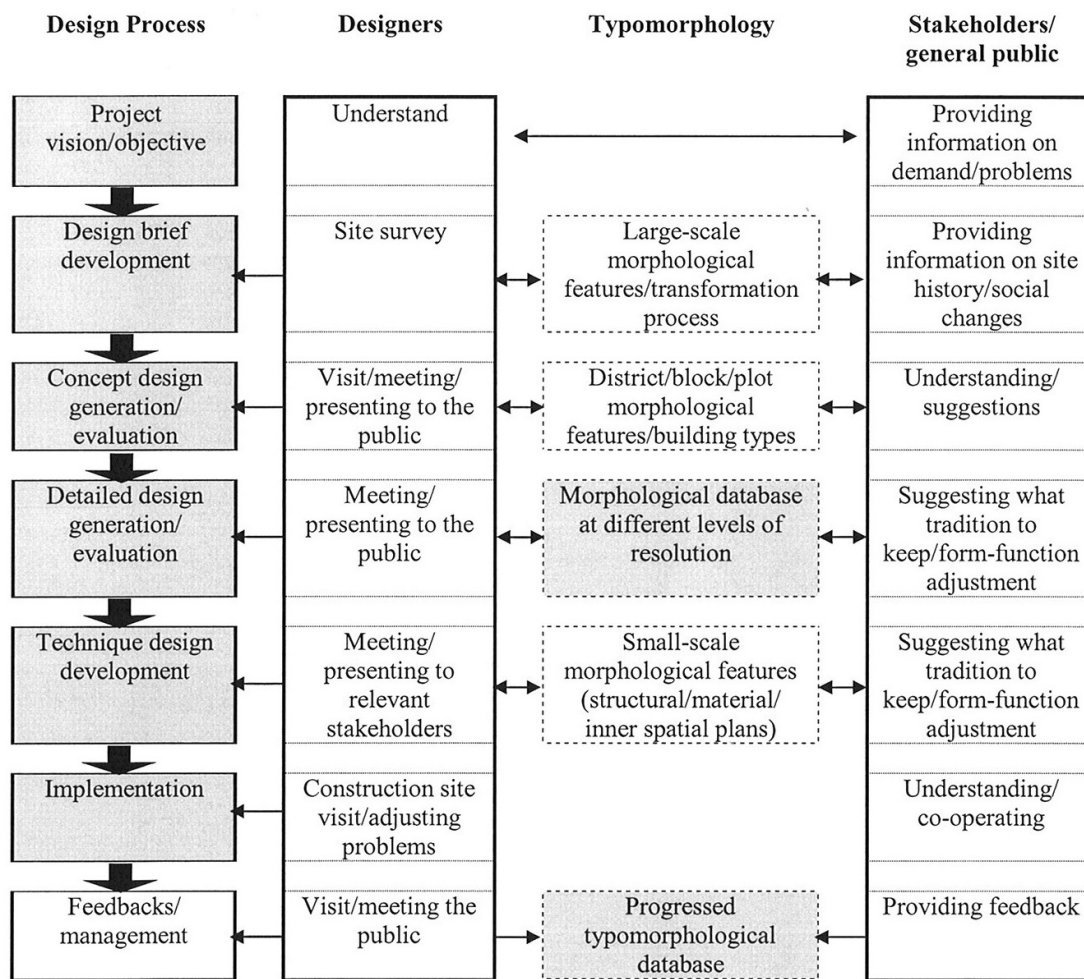 Design Process
Designers
Typomorphology
Stakeholders/
general public
Project
vision/objective
Understand
Providing
information on
demand/problems
Design brief
development
Site survey
Large-scale
morphological
features/transformation
process
Providing
information on site
history/social
changes
Concept design
generation/
evaluation
Visit/meeting/
presenting to the
public
District/block/plot
morphological
features/building types
Understanding/
suggestions
Detailed design
generation/
evaluation
Meeting/
presenting to the
public
Morphological database
at different levels of
resolution
Suggesting what
tradition to
keep/form-function
adjustment
Technique design
development
Meeting/
presenting to
relevant
stakeholders
Small-scale
morphological features
(structural/material/
inner spatial plans)
Suggesting what
tradition to
keep/form-function
adjustment
Implementation
Construction site
visit/adjusting
problems
Understanding/
co-operating
Feedbacks/
management
Visit/meeting the
public
Progressed
typomorphological
database
Providing feedback